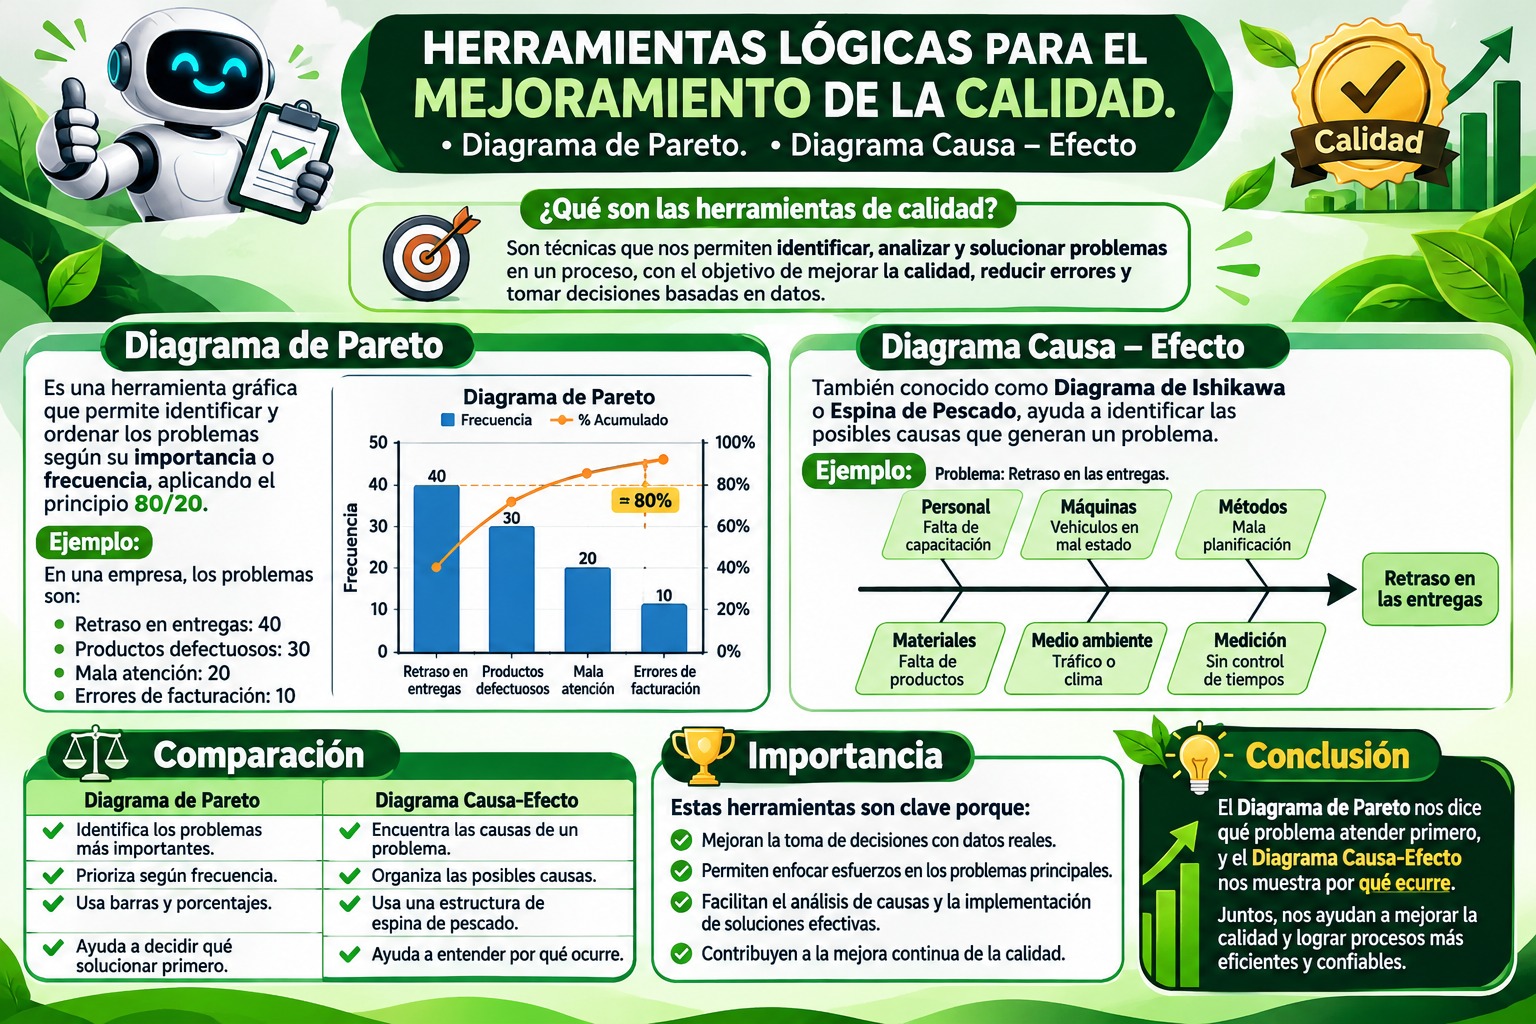 HERRAMIENTAS LÓGICAS PARA EL
MEJORAMIENTO DE LA CALIDAD.
• Diagrama de Pareto. • Diagrama Causa – Efecto
Calidad
¿Qué son las herramientas de calidad?
Son técnicas que nos permiten identificar, analizar y solucionar problemas
en un proceso, con el objetivo de mejorar la calidad, reducir errores y
tomar decisiones basadas en datos.
Diagrama de Pareto
Es una herramienta gráfica
que permite identificar y
ordenar los problemas
según su importancia o
frecuencia, aplicando el
principio 80/20.
Ejemplo:
En una empresa, los problemas
son:
• Retraso en entregas: 40
• Productos defectuosos: 30
• Mala atención: 20
• Errores de facturación: 10
Diagrama de Pareto
Frecuencia % Acumulado
Frecuencia
50
40
30
20
10
0
100%
80%
60%
40%
20%
0%
40
30
20
10
= 80%
Retraso en
entregas
Productos
defectuosos
Mala
atención
Errores de
facturación
Diagrama Causa – Efecto
También conocido como Diagrama de Ishikawa
o Espina de Pescado, ayuda a identificar las
posibles causas que generan un problema.
Ejemplo: Problema: Retraso en las entregas.
Personal
Falta de
capacitación
Máquinas
Vehiculos en
mal estado
Métodos
Mala
planificación
Retraso en
las entregas
Materiales
Falta de
productos
Medio ambiente
Tráfico o
clima
Medición
Sin control
de tiempos
Comparación
Diagrama de Pareto
Identifica los problemas
más importantes.
Prioriza según frecuencia.
Usa barras y porcentajes.
Ayuda a decidir qué
solucionar primero.
Diagrama Causa-Efecto
Encuentra las causas de un
problema.
Organiza las posibles causas.
Usa una estructura de
espina de pescado.
Ayuda a entender por qué ocurre.
Importancia
Estas herramientas son clave porque:
Mejoran la toma de decisiones con datos reales.
Permiten enfocar esfuerzos en los problemas principales.
Facilitan el análisis de causas y la implementación
de soluciones efectivas.
Contribuyen a la mejora continua de la calidad.
Conclusión
El Diagrama de Pareto nos dice
qué problema atender primero,
y el Diagrama Causa-Efecto
nos muestra por qué ecurre.
Juntos, nos ayudan a mejorar la
calidad y lograr procesos más
eficientes y confiables.